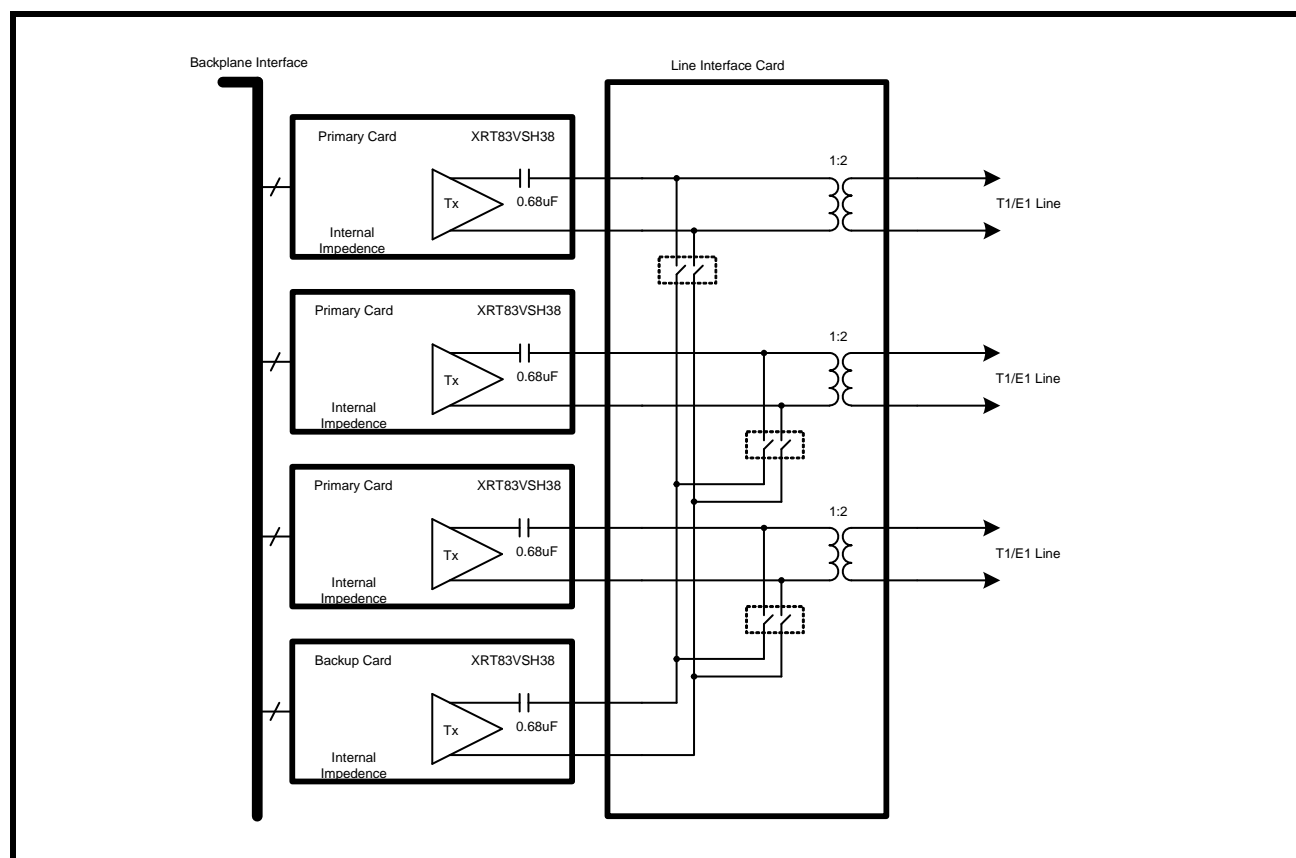 Backplane Interface
Line Interface Card
Primary Card
XRT83VSH38
Tx
0.68uF
Internal
Impedence
1:2
T1/E1 Line
Primary Card
XRT83VSH38
Tx
0.68uF
Internal
Impedence
1:2
T1/E1 Line
Primary Card
XRT83VSH38
Tx
0.68uF
Internal
Impedence
1:2
T1/E1 Line
Backup Card
XRT83VSH38
Tx
0.68uF
Internal
Impedence